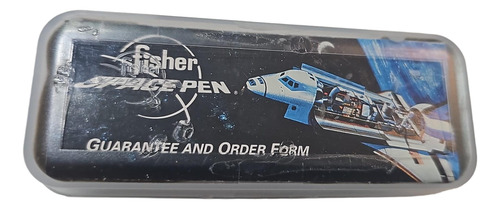 fisher
SPACE PEN
GUARANTEE AND ORDER FORM